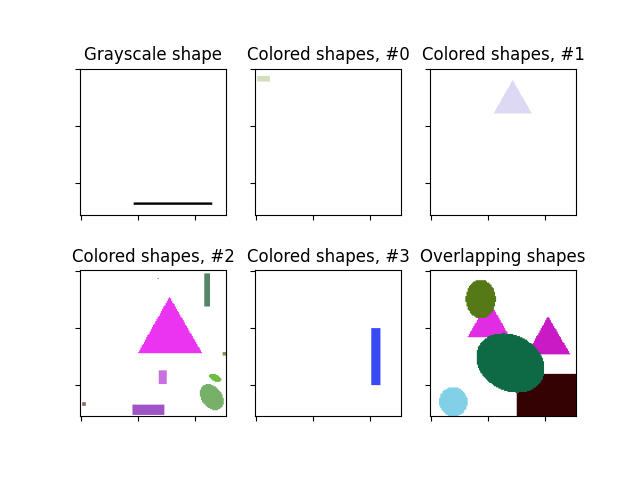 Grayscale shape
Colored shapes, #0
Colored shapes, #1
Colored shapes, #2
Colored shapes, #3
Overlapping shapes